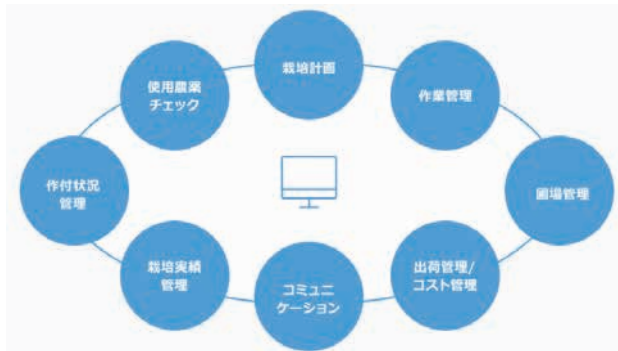 栽培計画
作業管理
圃場管理
出荷管理/
コスト管理
コミュニ
ケーション
栽培実績
管理
作付状況
管理
使用農薬
チェック